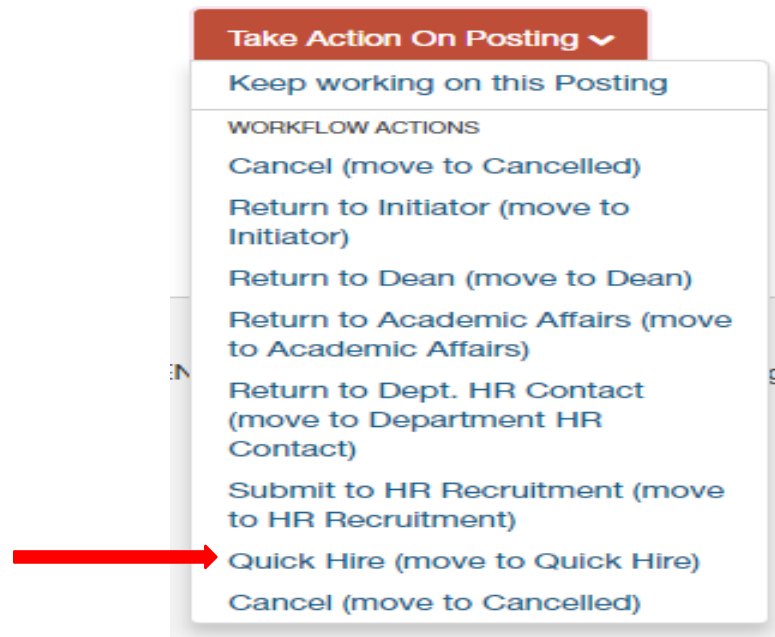 Take Action On Posting
Keep working on this Posting
WORKFLOW ACTIONS
Cancel (move to Cancelled)
Return to Initiator (move to
Initiator)
Return to Dean (move to Dean)
Return to Academic Affairs (move
to Academic Affairs)
Return to Dept. HR Contact
(move to Department HR
Contact)
Submit to HR Recruitment (move
to HR Recruitment)
Quick Hire (move to Quick Hire)
Cancel (move to Cancelled)